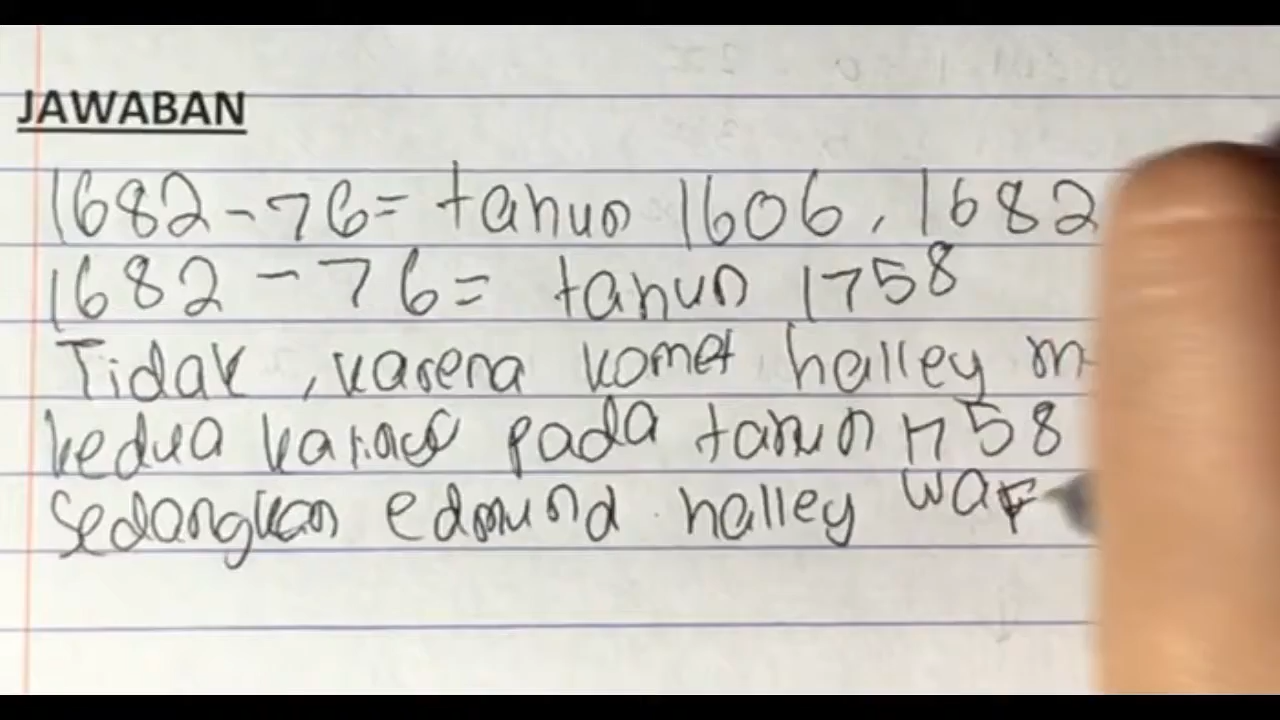 JAWABAN
1682 - 76 = tahun 1606, 1682
1682 - 76 = tahun 1758
Tidak, karena komet halley m
kedua pada tahun 1758
Sedangkan edmund halley waf